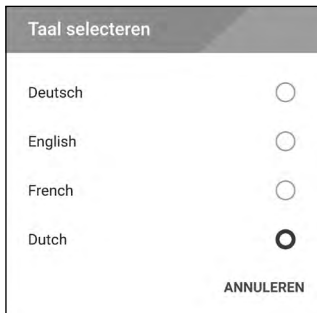 Taal selecteren
Deutsch
English
French
Dutch
ANNULEREN